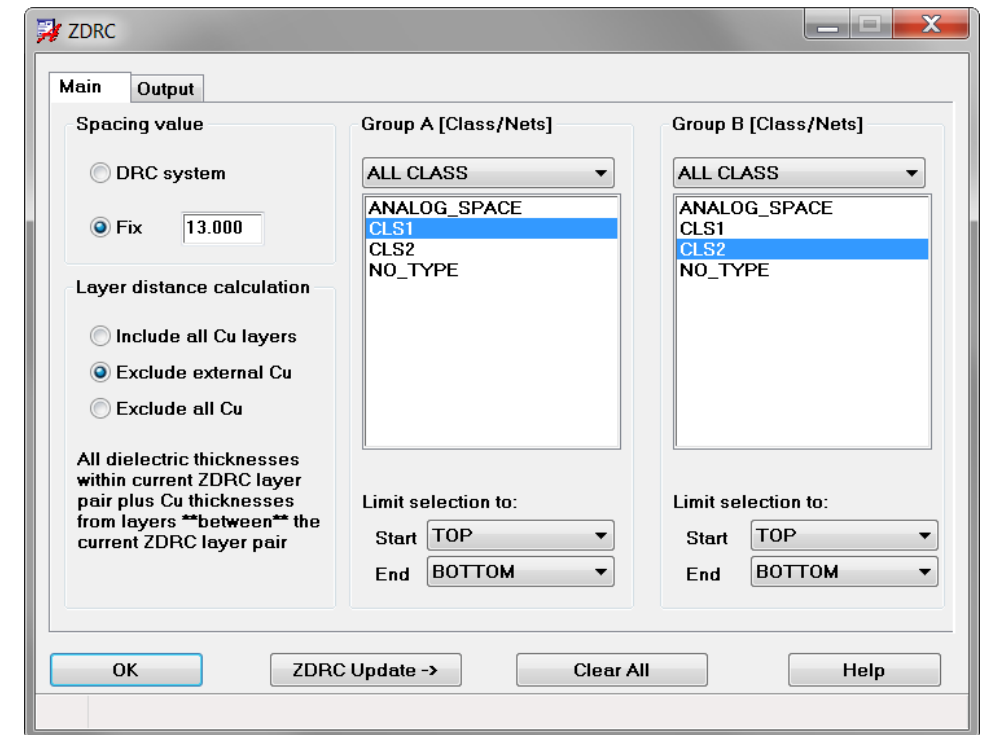 ZDRC
Main
Output
Spacing value
DRC system
Fix
13.000
Layer distance calculation
Include all Cu layers
Exclude external Cu
Exclude all Cu
All dielectric thicknesses
within current ZDRC layer
pair plus Cu thicknesses
from layers **between** the
current ZDRC layer pair
Group A [Class/Nets]
ALL CLASS
ANALOG_SPACE
CLS1
CLS2
NO_TYPE
Limit selection to:
Start TOP
End BOTTOM
Group B [Class/Nets]
ALL CLASS
ANALOG_SPACE
CLS1
CLS2
NO_TYPE
Limit selection to:
Start TOP
End BOTTOM
OK
ZDRC Update ->
Clear All
Help